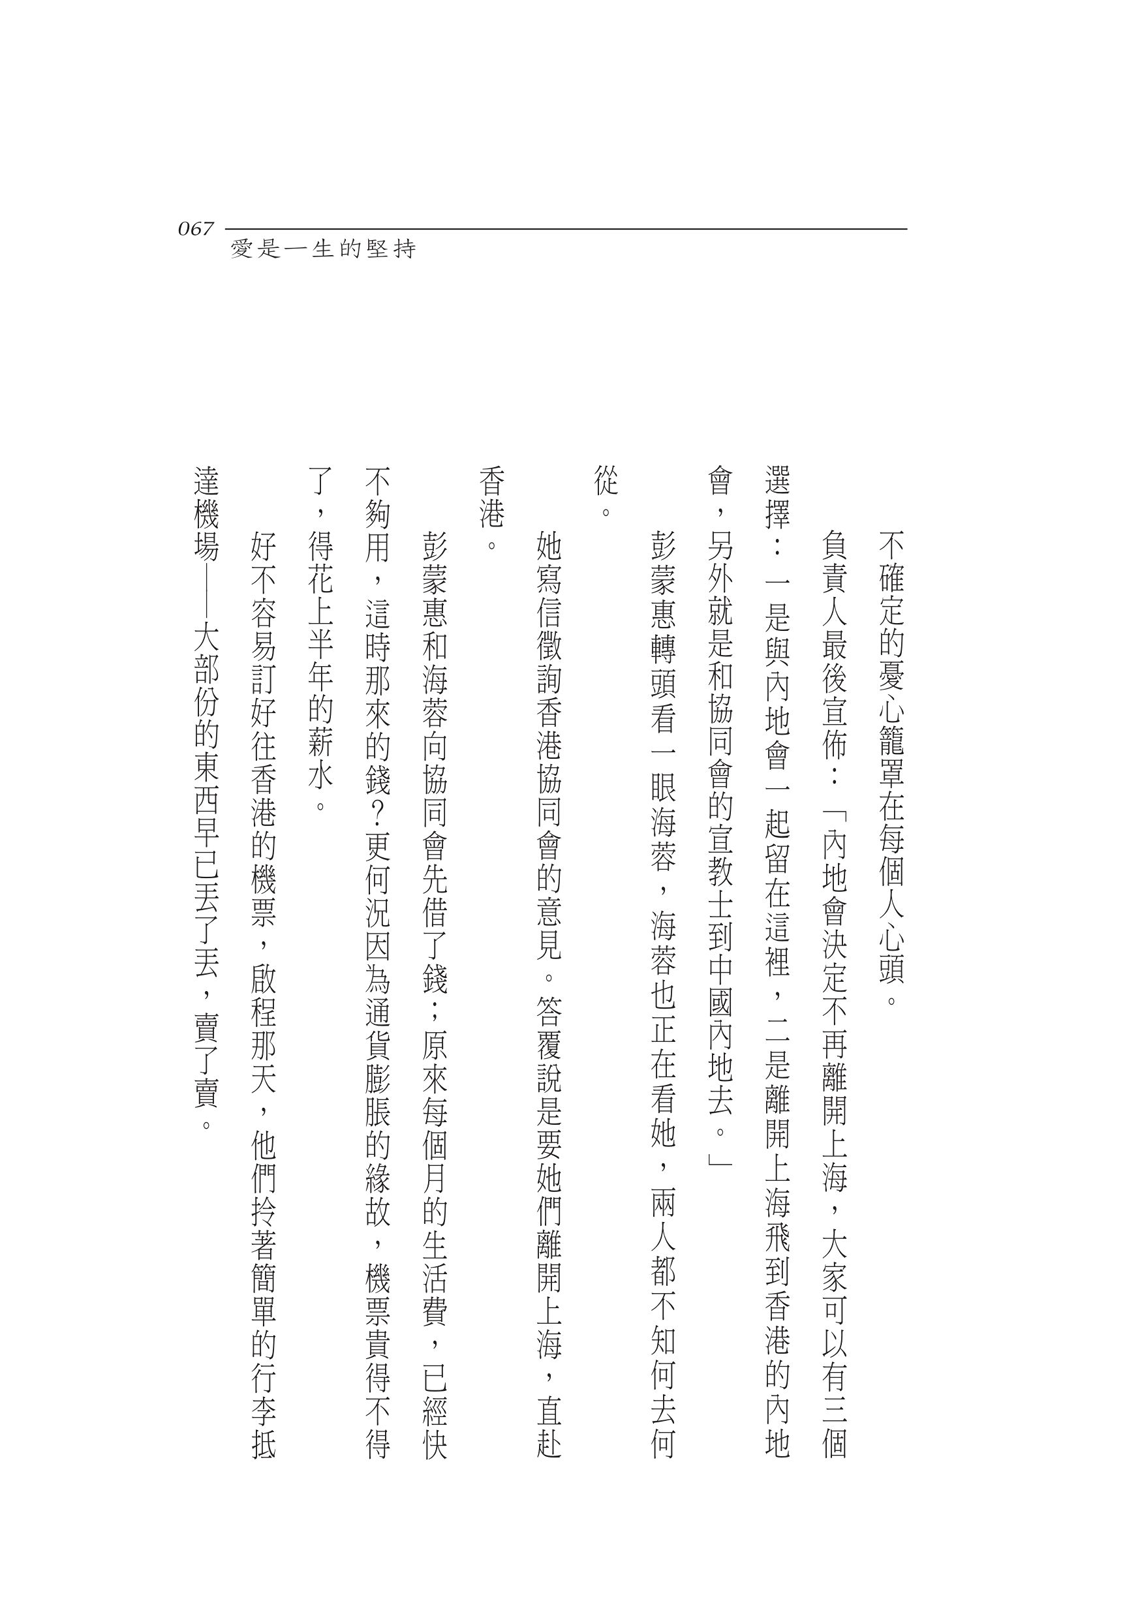 067
愛是一生的堅持
不確定的憂心籠罩在每個人心頭。
負責人最後宣佈：「內地會決定不再離開上海，大家可以有三個
選擇：一是與內地會一起留在這裡，二是離開上海飛到香港的內地
會，另外就是和協同會的宣教士到中國內地去。」
彭蒙惠轉頭看一眼海蓉，海蓉也正在看她，兩人都不知何去何
從。
她寫信徵詢香港協同會的意見。答覆說是要她們離開上海，直赴
香港。
彭蒙惠和海蓉向協同會先借了錢；原來每個月的生活費，已經快
不夠用，這時那來的錢？更何況因為通貨膨脹的緣故，機票貴得不得
了，得花上半年的薪水。
好不容易訂好往香港的機票，啟程那天，他們拎著簡單的行李抵
達機場——大部份的東西早已丟了丟，賣了賣。